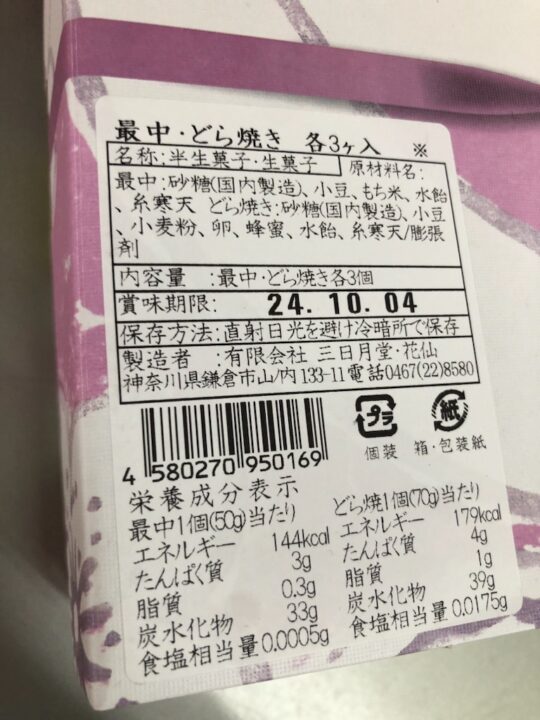 最中・どら焼き 各3ヶ入 ※
名称:半生菓子・生菓子 原材料名:
最中:砂糖(国内製造)、小豆、もち米、水飴
、糸寒天 どら焼き:砂糖(国内製造)、小豆
、小麦粉、卵、蜂蜜、水飴、糸寒天/膨張
剤
内容量 :最中・どら焼き各3個
賞味期限: 24.10.04
保存方法:直射日光を避け冷暗所で保存
製造者 :有限会社 三日月堂・花仙
神奈川県鎌倉市山ノ内133-11電話0467(22)8580
プラ 紙
個装 箱・包装紙
4 580270 950169
栄養成分表示
最中1個(50g)当たり
エネルギー 144kcal
たんぱく質 3g
脂質 0.3g
炭水化物 33g
食塩相当量 0.0005g
どら焼1個(70g)当たり
エネルギー 179kcal
たんぱく質 4g
脂質 1g
炭水化物 39g
食塩相当量 0.0175g